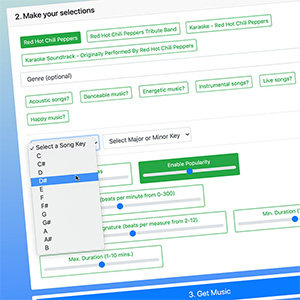 2. Make your selections
Red Hot Chili Peppers
Red Hot Chili Peppers Tribute Band
Karaoke - Red Hot Chili Peppers
Karaoke Soundtrack - Originally Performed By Red Hot Chili Peppers
Genre (optional)
Acoustic songs?
Danceable music?
Energetic music?
Instrumental songs?
Live songs?
Happy music?
✓ Select a Song Key
Select Major or Minor Key
C
C#
D
D#
E
F
F#
G
G#
A
A#
B
Enable Popularity
(beats per minute from 0-300)
(beats per measure from 2-12)
Min. Duration
Max. Duration (1-10 mins.)
3. Get Music